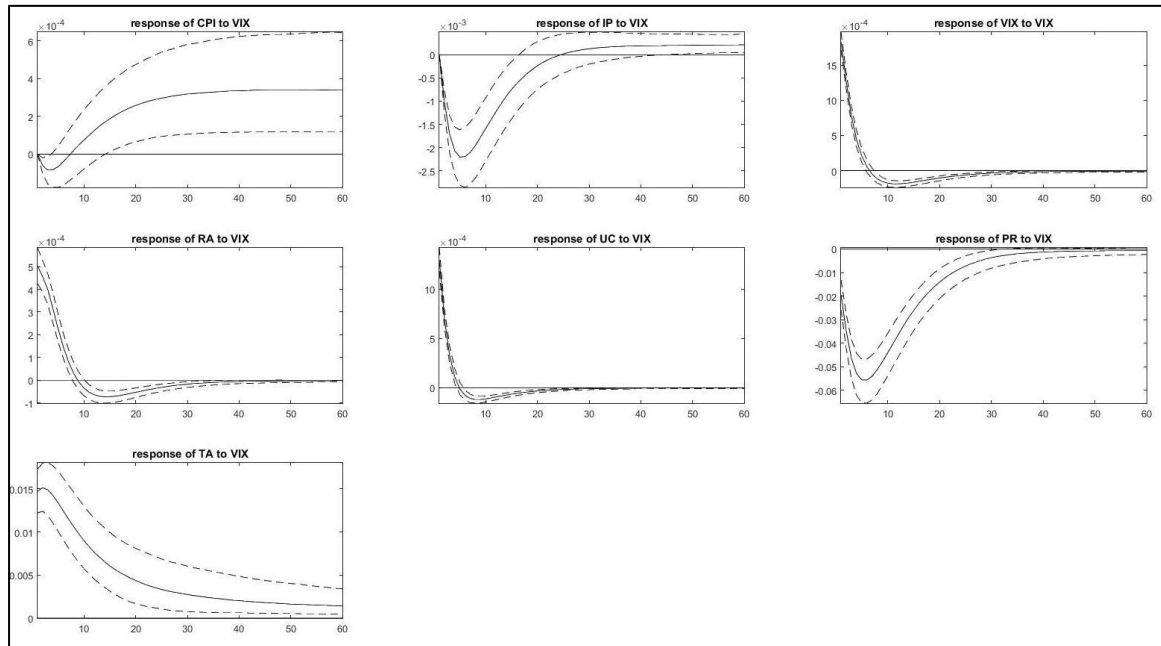 response of CPI to VIX
×10⁻⁴
6
4
2
0
10 20 30 40 50 60
response of IP to VIX
×10⁻³
0
-0.5
-1
-1.5
-2
-2.5
10 20 30 40 50 60
response of VIX to VIX
×10⁻⁴
15
10
5
0
10 20 30 40 50 60
response of RA to VIX
×10⁻⁴
5
4
3
2
1
0
-1
10 20 30 40 50 60
response of UC to VIX
×10⁻⁴
10
5
0
10 20 30 40 50 60
response of PR to VIX
0
-0.01
-0.02
-0.03
-0.04
-0.05
-0.06
10 20 30 40 50 60
response of TA to VIX
0.015
0.01
0.005
0
10 20 30 40 50 60